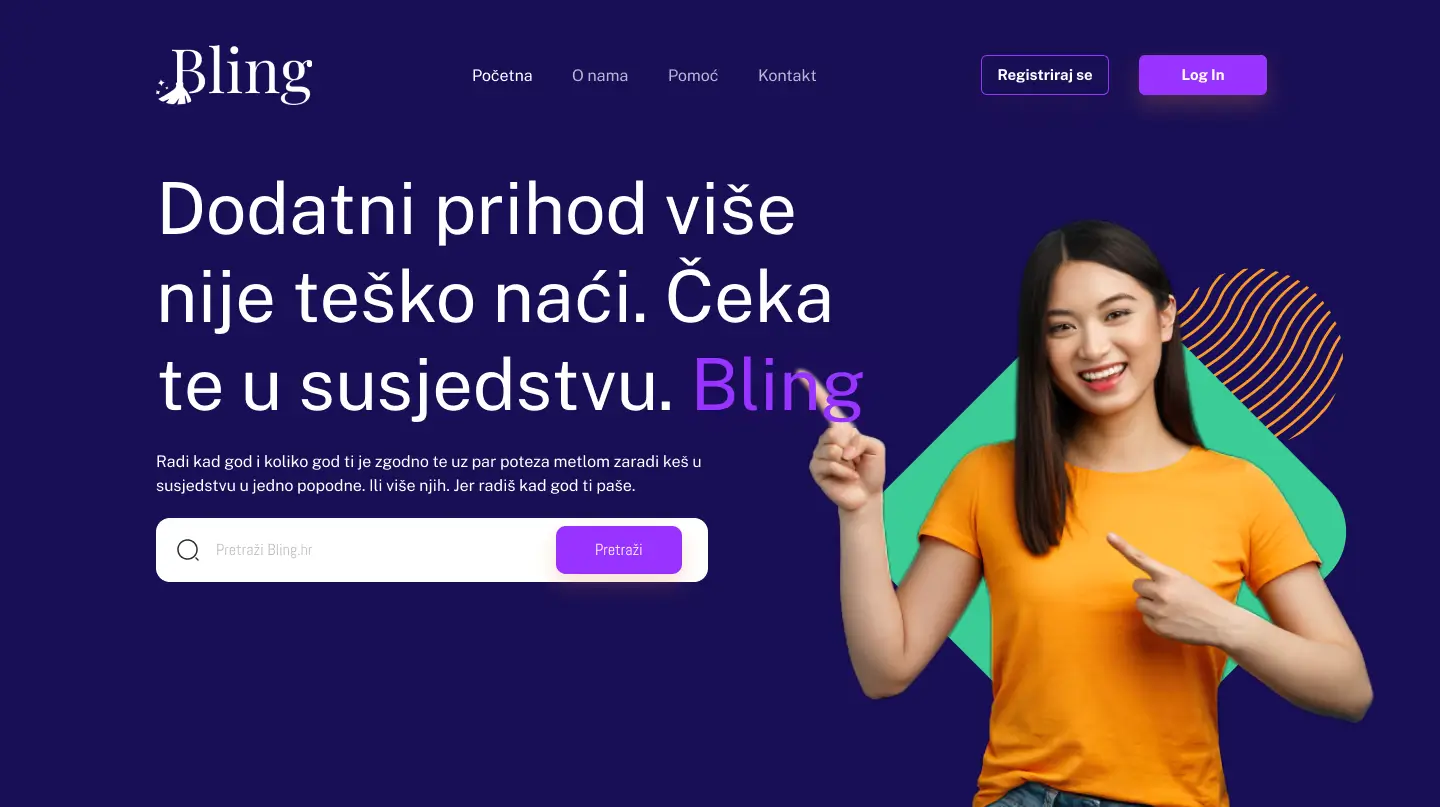 Bling
Početna
O nama
Pomoć
Kontakt
Registriraj se
Log In
Dodatni prihod više
nije teško naći. Čeka
te u susjedstvu. Bling
Radi kad god i koliko god ti je zgodno te uz par poteza metlom zaradi keš u
susjedstvu u jedno popodne. Ili više njih. Jer radiš kad god ti paše.
Pretraži Bling.hr
Pretraži